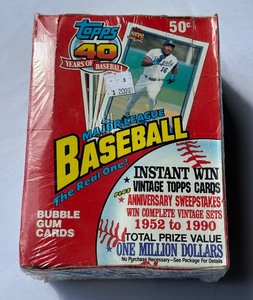 Topps
50¢
40
YEARS OF BASEBALL
MAJOR LEAGUE
BASEBALL
The Real One!
BUBBLE
GUM CARDS
INSTANT WIN
VINTAGE TOPPS CARDS
PLUS
ANNIVERSARY SWEEPSTAKES
WIN COMPLETE VINTAGE SETS
1952 to 1990
TOTAL PRIZE VALUE
ONE MILLION DOLLARS
No Purchase Necessary - See Package For Details